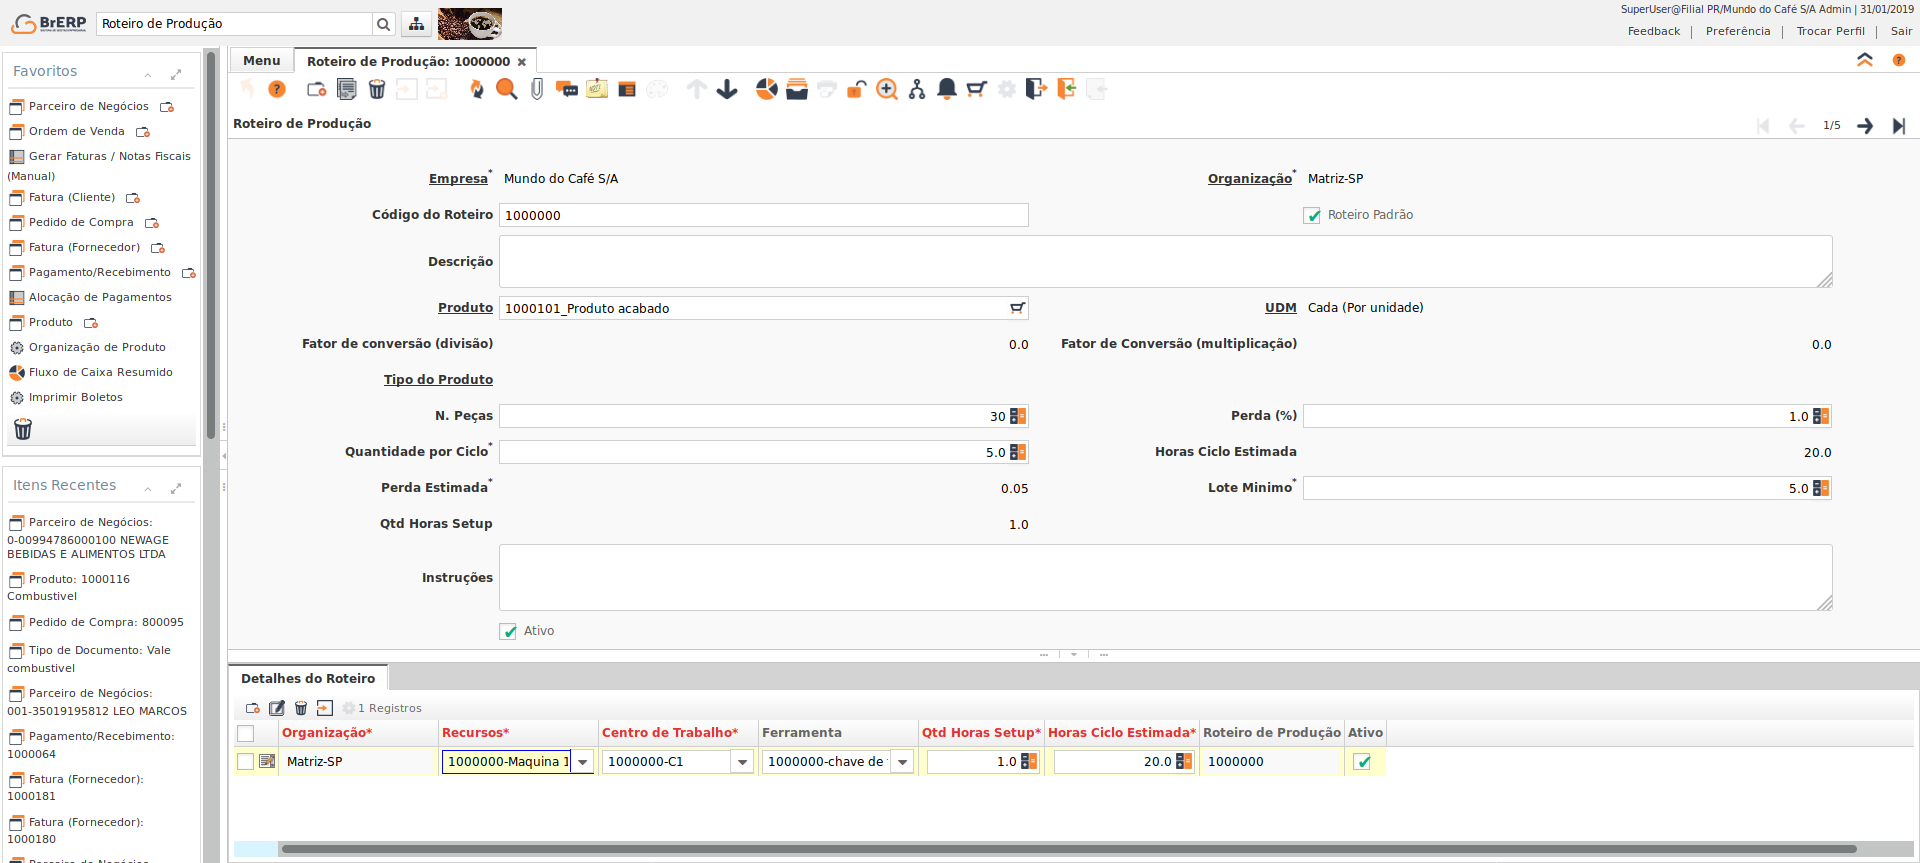 BrERP
Roteiro de Produção
SuperUser@Filial PR/Mundo do Café S/A Admin | 31/01/2019
Feedback | Preferência | Trocar Perfil | Sair
Favoritos
Parceiro de Negócios
Ordem de Venda
Gerar Faturas / Notas Fiscais
(Manual)
Fatura (Cliente)
Pedido de Compra
Fatura (Fornecedor)
Pagamento/Recebimento
Alocação de Pagamentos
Produto
Organização de Produto
Fluxo de Caixa Resumido
Imprimir Boletos
Itens Recentes
Parceiro de Negócios:
0-00994786000100 NEWAGE
BEBIDAS E ALIMENTOS LTDA
Produto: 1000116
Combustivel
Pedido de Compra: 800095
Tipo de Documento: Vale
combustivel
Parceiro de Negócios:
001-35019195812 LEO MARCOS
Pagamento/Recebimento:
1000064
Fatura (Fornecedor):
1000181
Fatura (Fornecedor):
1000180
Menu
Roteiro de Produção: 1000000
Roteiro de Produção
1/5
Empresa* Mundo do Café S/A
Organização* Matriz-SP
Código do Roteiro 1000000
Roteiro Padrão
Descrição
Produto 1000101_Produto acabado
UDM Cada (Por unidade)
Fator de conversão (divisão) 0.0
Fator de Conversão (multiplicação) 0.0
Tipo do Produto
N. Peças 30
Perda (%) 1.0
Quantidade por Ciclo* 5.0
Horas Ciclo Estimada 20.0
Perda Estimada* 0.05
Lote Minimo* 5.0
Qtd Horas Setup 1.0
Instruções
Ativo
Detalhes do Roteiro
1 Registros
Organização* Recursos* Centro de Trabalho* Ferramenta Qtd Horas Setup* Horas Ciclo Estimada* Roteiro de Produção Ativo
Matriz-SP 1000000-Maquina 1 1000000-C1 1000000-chave de 1.0 20.0 1000000